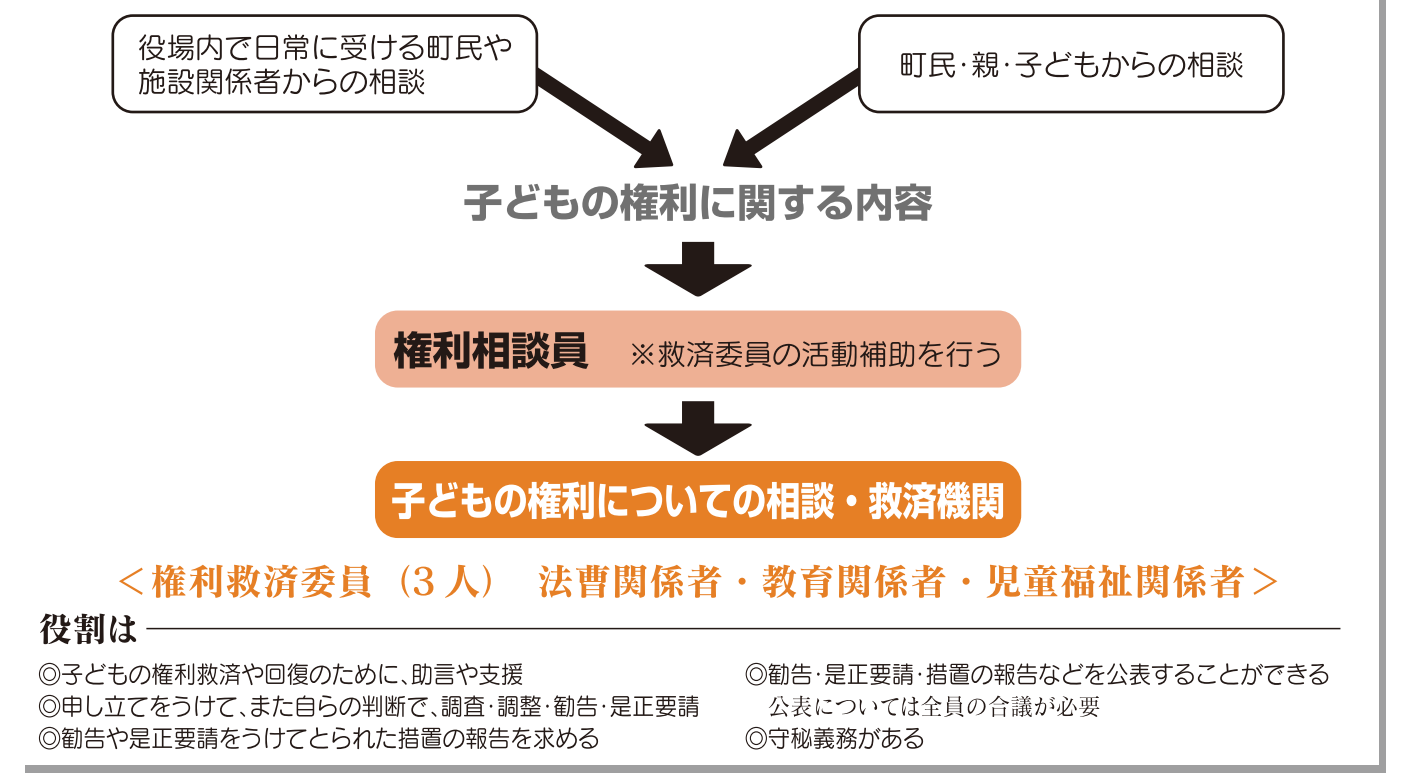 役場内で日常に受ける町民や
施設関係者からの相談
町民・親・子どもからの相談
子どもの権利に関する内容
権利相談員 ※救済委員の活動補助を行う
子どもの権利についての相談・救済機関
＜権利救済委員（3人） 法曹関係者・教育関係者・児童福祉関係者＞
役割は
◎子どもの権利救済や回復のために、助言や支援
◎申し立てをうけて、また自らの判断で、調査・調整・勧告・是正要請
◎勧告や是正要請をうけてとられた措置の報告を求める
◎勧告・是正要請・措置の報告などを公表することができる
公表については全員の合議が必要
◎守秘義務がある